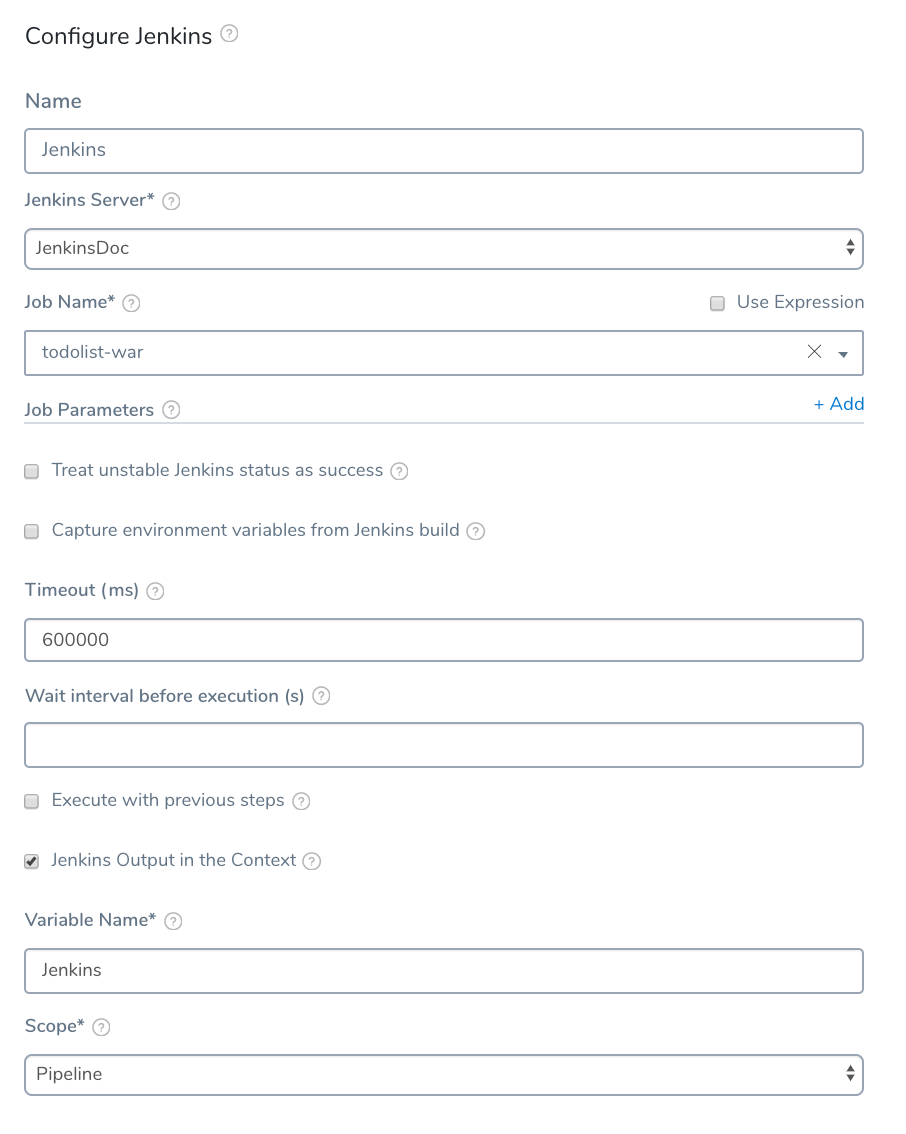 Configure Jenkins ?
Name
Jenkins
Jenkins Server* ?
JenkinsDoc
Job Name* ? Use Expression
todolist-war
Job Parameters ? + Add
Treat unstable Jenkins status as success ?
Capture environment variables from Jenkins build ?
Timeout (ms) ?
600000
Wait interval before execution (s) ?
Execute with previous steps ?
Jenkins Output in the Context ?
Variable Name* ?
Jenkins
Scope* ?
Pipeline